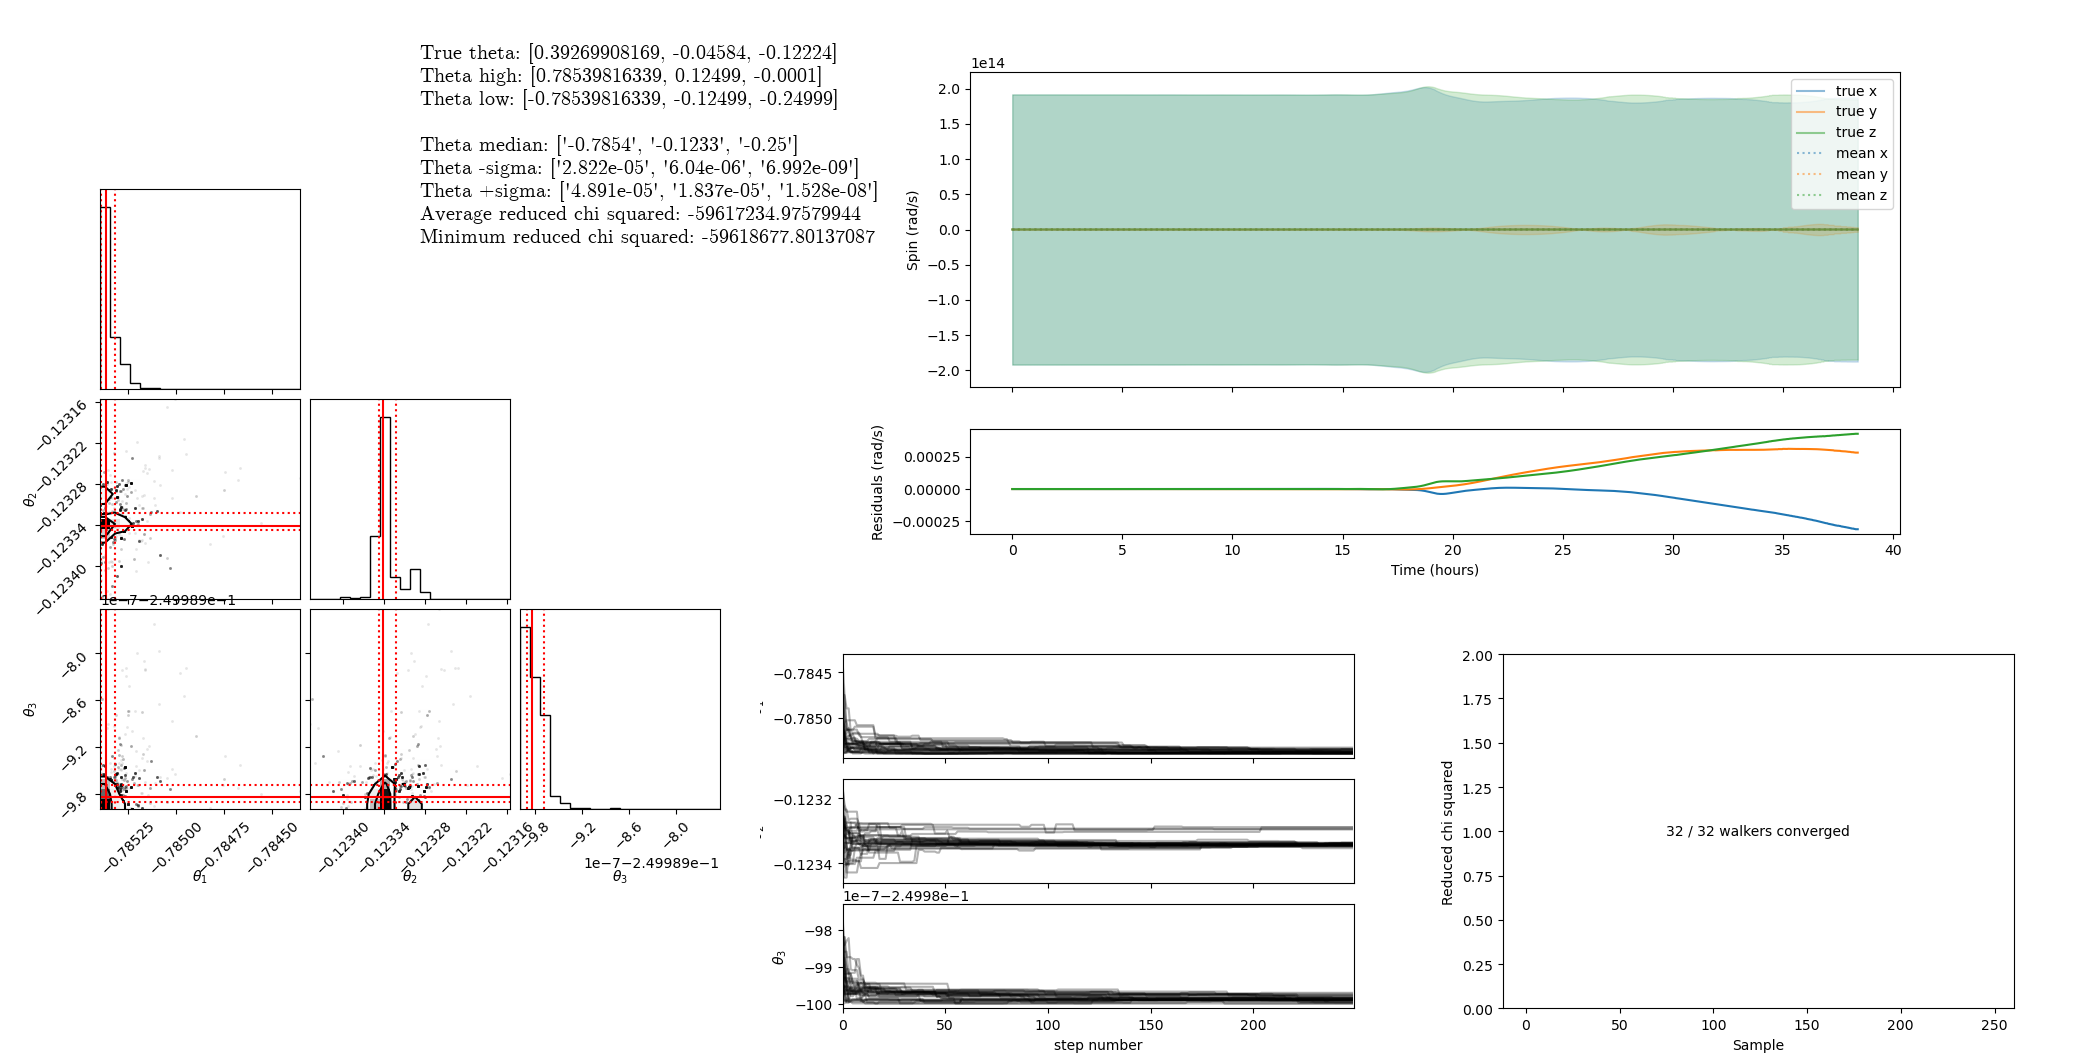 True theta: [0.39269908169, -0.04584, -0.12224]
Theta high: [0.78539816339, 0.12499, -0.0001]
Theta low: [-0.78539816339, -0.12499, -0.24999]
Theta median: ['-0.7854', '-0.1233', '-0.25']
Theta -sigma: ['2.822e-05', '6.04e-06', '6.992e-09']
Theta +sigma: ['4.891e-05', '1.837e-05', '1.528e-08']
Average reduced chi squared: -59617234.97579944
Minimum reduced chi squared: -59618677.80137087
1e14
2.0
1.5
1.0
0.5
0.0
−0.5
−1.0
−1.5
−2.0
Spin (rad/s)
true x
true y
true z
mean x
mean y
mean z
0.00025
0.00000
−0.00025
Residuals (rad/s)
0 5 10 15 20 25 30 35 40
Time (hours)
−0.12316
−0.12322
−0.12328
−0.12334
−0.12340
θ2
1e−7−2.49989e−1
−8.0
−8.6
−9.2
−9.8
θ3
−0.78525 −0.78500 −0.78475 −0.78450
θ1
−0.12340 −0.12334 −0.12328 −0.12322 −0.12316
θ2
−9.8 −9.2 −8.6 −8.0
1e−7−2.49989e−1
θ3
−0.7845
−0.7850
−0.1232
−0.1234
1e−7−2.4998e−1
−98
−99
−100
θ3
0 50 100 150 200
step number
2.00
1.75
1.50
1.25
1.00
0.75
0.50
0.25
0.00
Reduced chi squared
32 / 32 walkers converged
0 50 100 150 200 250
Sample